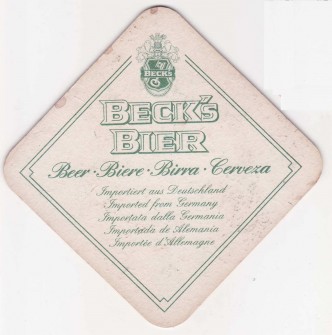 BECK'S
BECK'S
BIER
Beer · Biere · Birra · Cerveza
Importiert aus Deutschland
Imported from Germany
Importata dalla Germania
Importeida de Alemania
Importée d'Allemagne